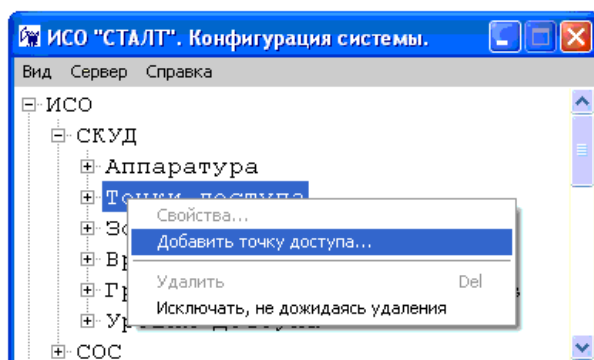 ИСО "СТАЛТ". Конфигурация системы.
Вид Сервер Справка
ИСО
СКУД
Аппаратура
Точки доступа
Свойства...
Добавить точку доступа...
Удалить Del
Исключать, не дожидаясь удаления
СОС